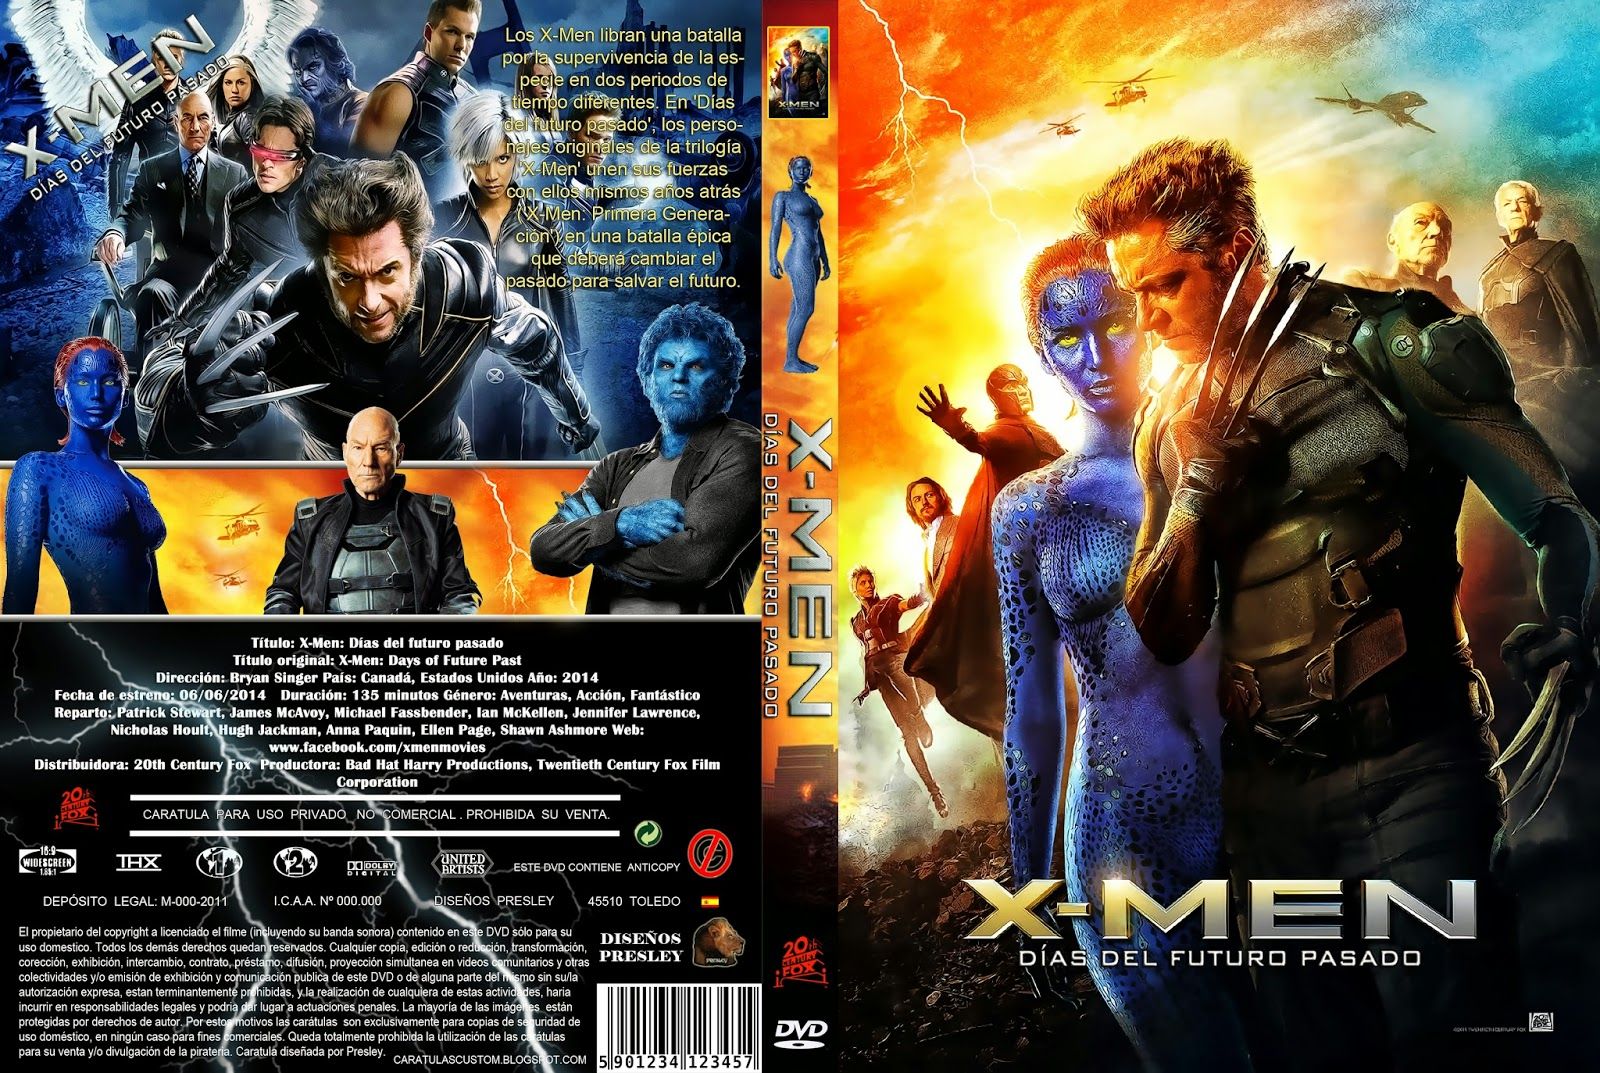 X-MEN
DÍAS DEL FUTURO PASADO
Los X-Men libran una batalla
por la supervivencia de la es-
pecie en dos periodos de
tiempo diferentes. En 'Días
del futuro pasado', los perso-
najes originales de la trilogía
'X-Men' unen sus fuerzas
con ellos mismos años atrás
('X-Men: Primera Genera-
ción') en una batalla épica
que deberá cambiar el
pasado para salvar el futuro.
Título: X-Men: Días del futuro pasado
Título original: X-Men: Days of Future Past
Dirección: Bryan Singer País: Canadá, Estados Unidos Año: 2014
Fecha de estreno: 06/06/2014 Duración: 135 minutos Género: Aventuras, Acción, Fantástico
Reparto: Patrick Stewart, James McAvoy, Michael Fassbender, Ian McKellen, Jennifer Lawrence,
Nicholas Hoult, Hugh Jackman, Anna Paquin, Ellen Page, Shawn Ashmore Web:
www.facebook.com/xmenmovies
Distribuidora: 20th Century Fox Productora: Bad Hat Harry Productions, Twentieth Century Fox Film
Corporation
20th CENTURY FOX
CARATULA PARA USO PRIVADO NO COMERCIAL . PROHIBIDA SU VENTA.
16:9
WIDESCREEN
1.85:1
THX
1
2
DOLBY
DIGITAL
UNITED
ARTISTS
ESTE DVD CONTIENE ANTICOPY
DEPÓSITO LEGAL: M-000-2011 I.C.A.A. Nº 000.000 DISEÑOS PRESLEY 45510 TOLEDO
El propietario del copyright a licenciado el filme (incluyendo su banda sonora) contenido en este DVD sólo para su
uso domestico. Todos los demás derechos quedan reservados. Cualquier copia, edición o reducción, transformación,
corección, exhibición, intercambio, contrato, préstamo, difusión, proyección simultanea en videos comunitarios y otras
colectividades y/o emisión de exhibición y comunicación publica de este DVD o de alguna parte del mismo sin su/la
autorización expresa, estan terminantemente prohibidas, y la realización de cualquiera de estas actividades, haria
incurrir en responsabilidades legales y podria dar lugar a actuaciones penales. La mayoría de las imágenes están
protegidas por derechos de autor. Por estos motivos las carátulas son exclusivamente para copias de seguridad de
uso doméstico, en ningún caso para fines comerciales. Queda totalmente prohibida la utilización de las carátulas
para su venta y/o divulgación de la pirateria. Caratula diseñada por Presley.
CARATULASCUSTOM.BLOGSPOT.COM
DISEÑOS
PRESLEY
PRESLEY
5 901234 123457
X-MEN
X-MEN
DÍAS DEL FUTURO PASADO
20th CENTURY FOX
DVD
X-MEN
DÍAS DEL FUTURO PASADO